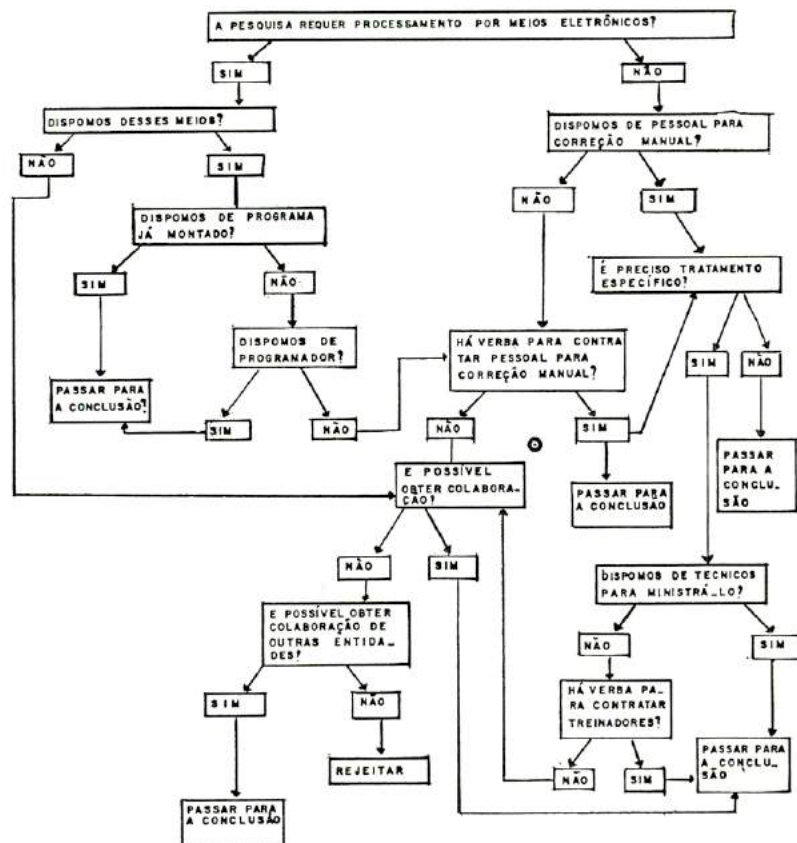 A PESQUISA REQUER PROCESSAMENTO POR MEIOS ELETRÔNICOS?
SIM
NÃO
DISPOMOS DESSES MEIOS?
DISPOMOS DE PESSOAL PARA
CORREÇÃO MANUAL?
NÃO
SIM
NÃO
SIM
DISPOMOS DE PROGRAMA
JÁ MONTADO?
É PRECISO TRATAMENTO
ESPECÍFICO?
SIM
NÃO
DISPOMOS DE
PROGRAMADOR?
HÁ VERBA PARA CONTRA
TAR PESSOAL PARA
CORREÇÃO MANUAL?
SIM
NÃO
PASSAR PARA
A CONCLUSÃO?
SIM
NÃO
NÃO
SIM
PASSAR
PARA A
CONCLU_
SÃO
E POSSÍVEL
OBTER COLABORA_
ÇÃO?
PASSAR PARA
A CONCLUSAO
NÃO
SIM
DISPOMOS DE TECNICOS
PARA MINISTRÁ_LO?
E POSSÍVEL OBTER
COLABORAÇÃO DE
OUTRAS ENTIDA_
DES?
NÃO
SIM
SIM
NÃO
HÁ VERBA PA_
RA CONTRATAR
TREINADORES?
PASSAR PARA
A CONCLU_
SÃO
REJEITAR
NÃO
SIM
PASSAR PARA
A CONCLUSÃO